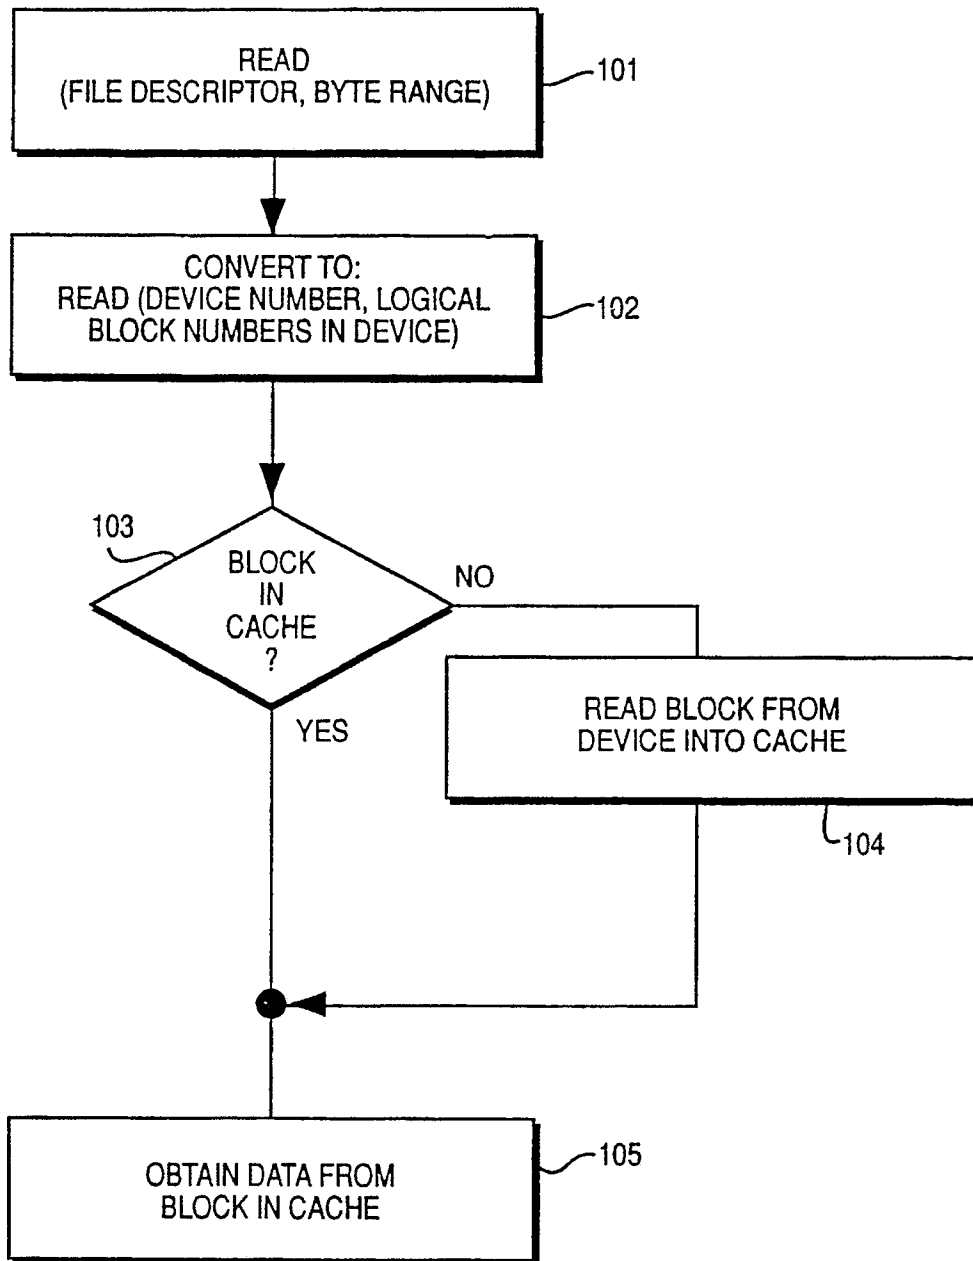 READ
(FILE DESCRIPTOR, BYTE RANGE)
101
CONVERT TO:
READ (DEVICE NUMBER, LOGICAL
BLOCK NUMBERS IN DEVICE)
102
103
BLOCK
IN
CACHE
?
NO
YES
READ BLOCK FROM
DEVICE INTO CACHE
104
OBTAIN DATA FROM
BLOCK IN CACHE
105